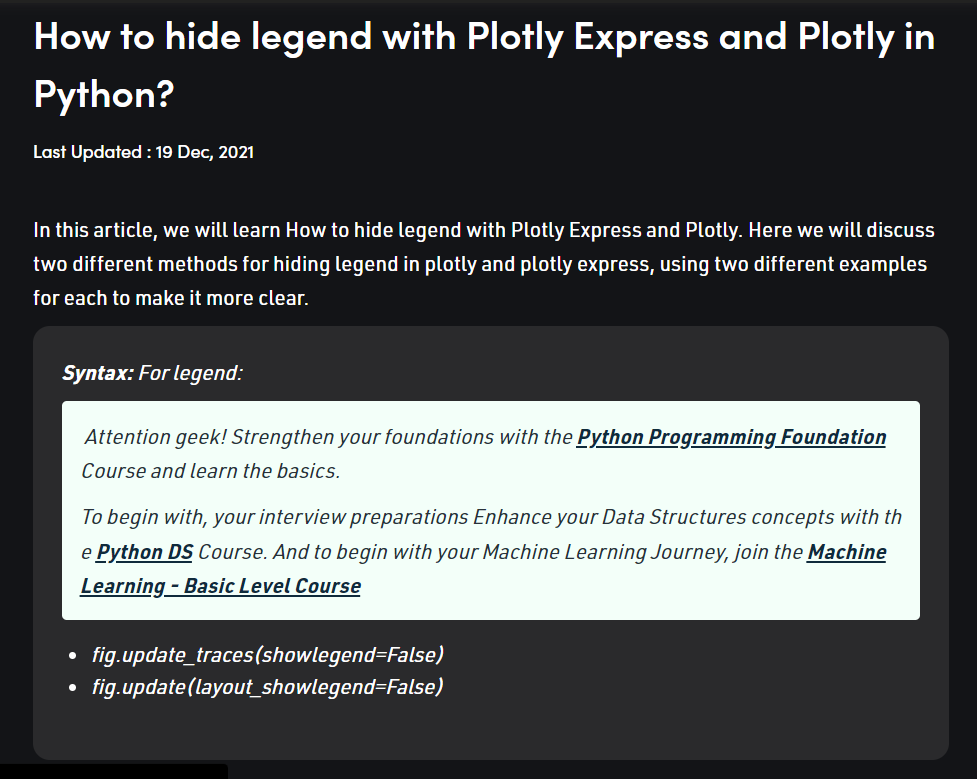 How to hide legend with Plotly Express and Plotly in
Python?
Last Updated : 19 Dec, 2021
In this article, we will learn How to hide legend with Plotly Express and Plotly. Here we will discuss
two different methods for hiding legend in plotly and plotly express, using two different examples
for each to make it more clear.
Syntax: For legend:
Attention geek! Strengthen your foundations with the Python Programming Foundation
Course and learn the basics.
To begin with, your interview preparations Enhance your Data Structures concepts with th
e Python DS Course. And to begin with your Machine Learning Journey, join the Machine
Learning - Basic Level Course
• fig.update_traces(showlegend=False)
• fig.update(layout_showlegend=False)